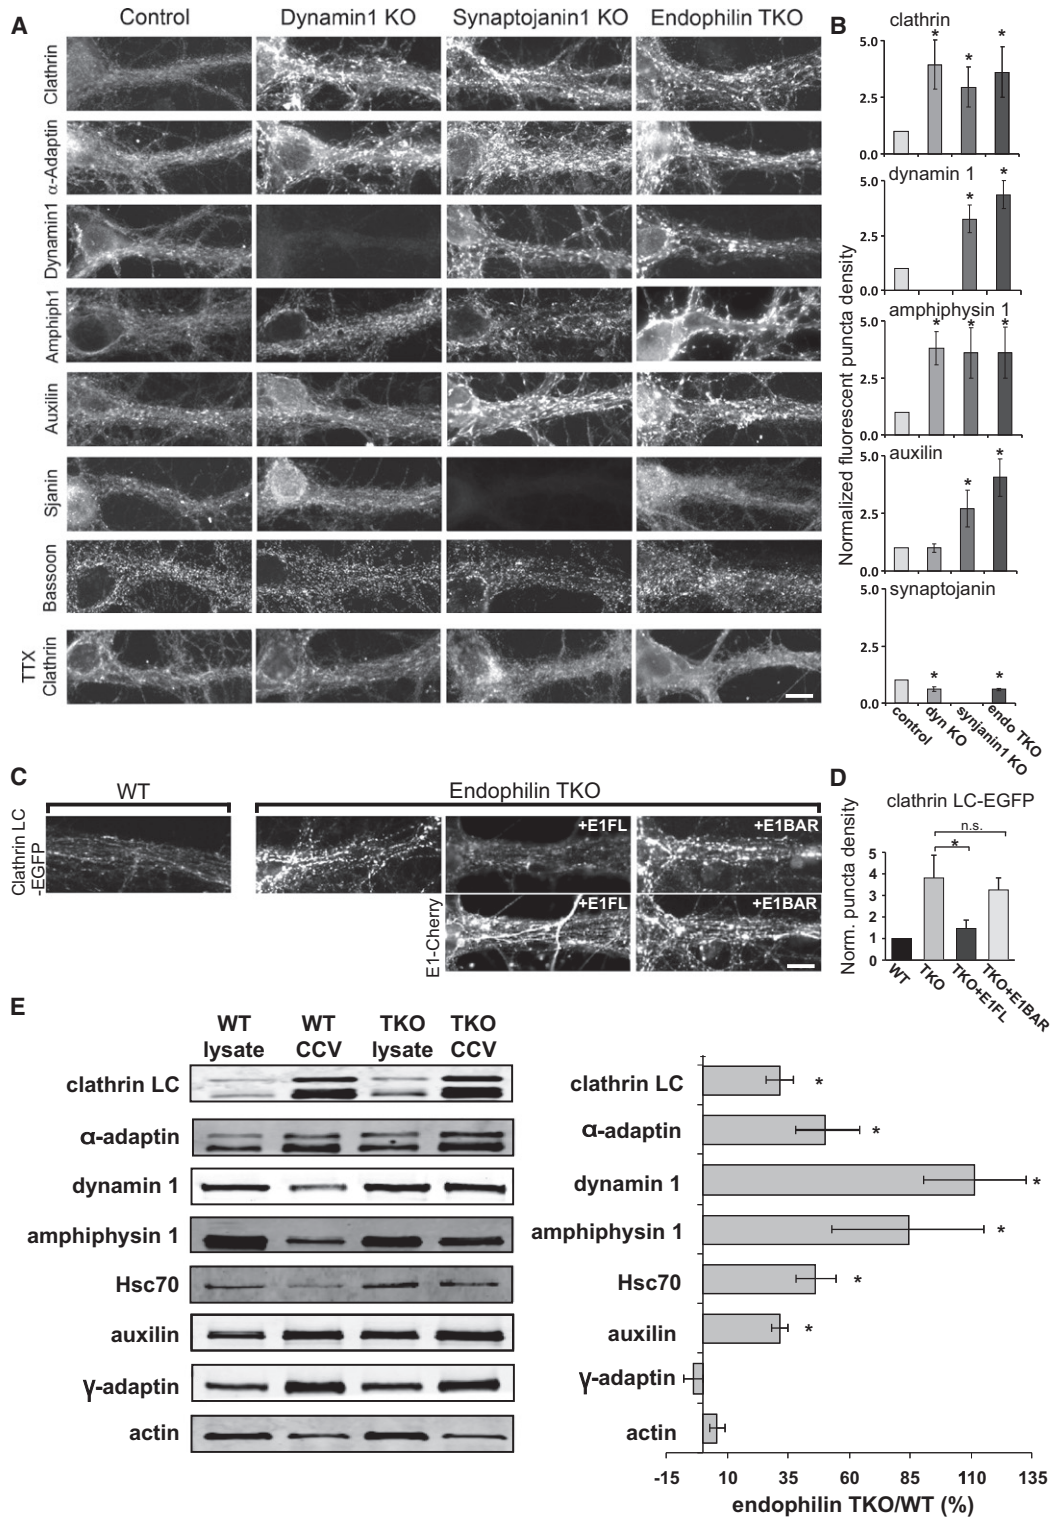 A
Control
Dynamin1 KO
Synaptojanin1 KO
Endophilin TKO
Clathrin
α-Adaptin
Dynamin1
Amphiph1
Auxilin
Sjanin
Bassoon
TTX
Clathrin
B
Normalized fluorescent puncta density
clathrin
5.0
2.5
0.0
* * *
dynamin 1
5.0
2.5
0.0
* *
amphiphysin 1
5.0
2.5
0.0
* * *
auxilin
5.0
2.5
0.0
* *
synaptojanin
5.0
2.5
0.0
* *
control
dyn KO
synjanin1 KO
endo TKO
C
WT
Endophilin TKO
Clathrin LC
-EGFP
+E1FL
+E1BAR
E1-Cherry
+E1FL
+E1BAR
D
clathrin LC-EGFP
Norm. puncta density
n.s.
*
5
4
3
2
1
0
WT
TKO
TKO+E1FL
TKO+E1BAR
E
WT WT TKO TKO
lysate CCV lysate CCV
clathrin LC
α-adaptin
dynamin 1
amphiphysin 1
Hsc70
auxilin
γ-adaptin
actin
clathrin LC *
α-adaptin *
dynamin 1 *
amphiphysin 1 *
Hsc70 *
auxilin *
γ-adaptin
actin
-15 10 35 60 85 110 135
endophilin TKO/WT (%)